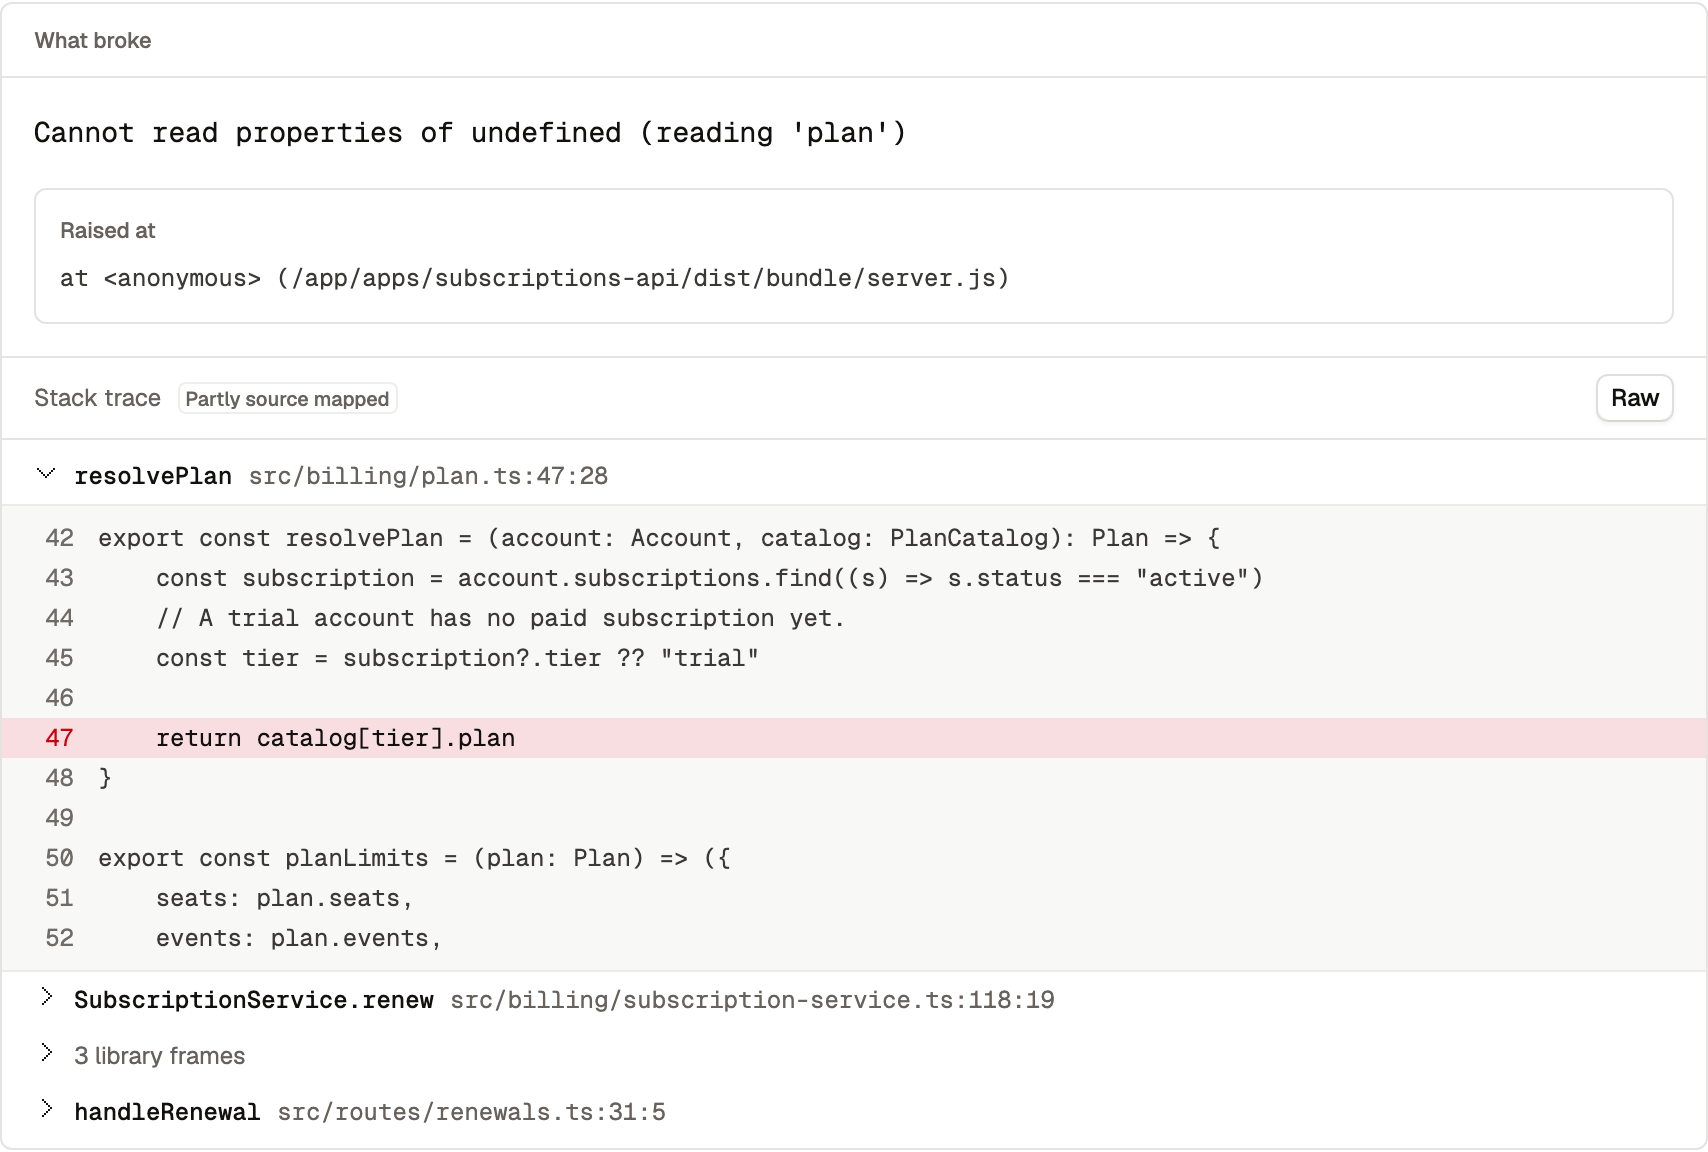 What broke
Cannot read properties of undefined (reading 'plan')
Raised at
at <anonymous> (/app/apps/subscriptions-api/dist/bundle/server.js)
Stack trace Partly source mapped Raw
resolvePlan src/billing/plan.ts:47:28
42 export const resolvePlan = (account: Account, catalog: PlanCatalog): Plan => {
43     const subscription = account.subscriptions.find((s) => s.status === "active")
44     // A trial account has no paid subscription yet.
45     const tier = subscription?.tier ?? "trial"
46
47     return catalog[tier].plan
48 }
49
50 export const planLimits = (plan: Plan) => ({
51     seats: plan.seats,
52     events: plan.events,
SubscriptionService.renew src/billing/subscription-service.ts:118:19
3 library frames
handleRenewal src/routes/renewals.ts:31:5